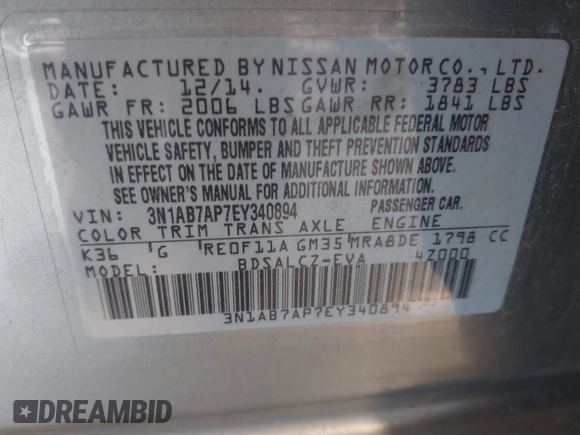 MANUFACTURED BY NISSAN MOTOR CO., LTD.
DATE: 12/14. GVWR: 3783 LBS
GAWR FR: 2006 LBS GAWR RR: 1841 LBS
THIS VEHICLE CONFORMS TO ALL APPLICABLE FEDERAL MOTOR
VEHICLE SAFETY, BUMPER AND THEFT PREVENTION STANDARDS
IN EFFECT ON THE DATE OF MANUFACTURE SHOWN ABOVE.
SEE OWNER'S MANUAL FOR ADDITIONAL INFORMATION.
VIN: 3N1AB7AP7EY340894 PASSENGER CAR.
COLOR TRIM TRANS AXLE ENGINE
K36 G RE0F11A GM35 MRA8DE 1798 CC
MODEL: BDSALCZ-EVA 4Z000
3N1AB7AP7EY340894
DREAMBID